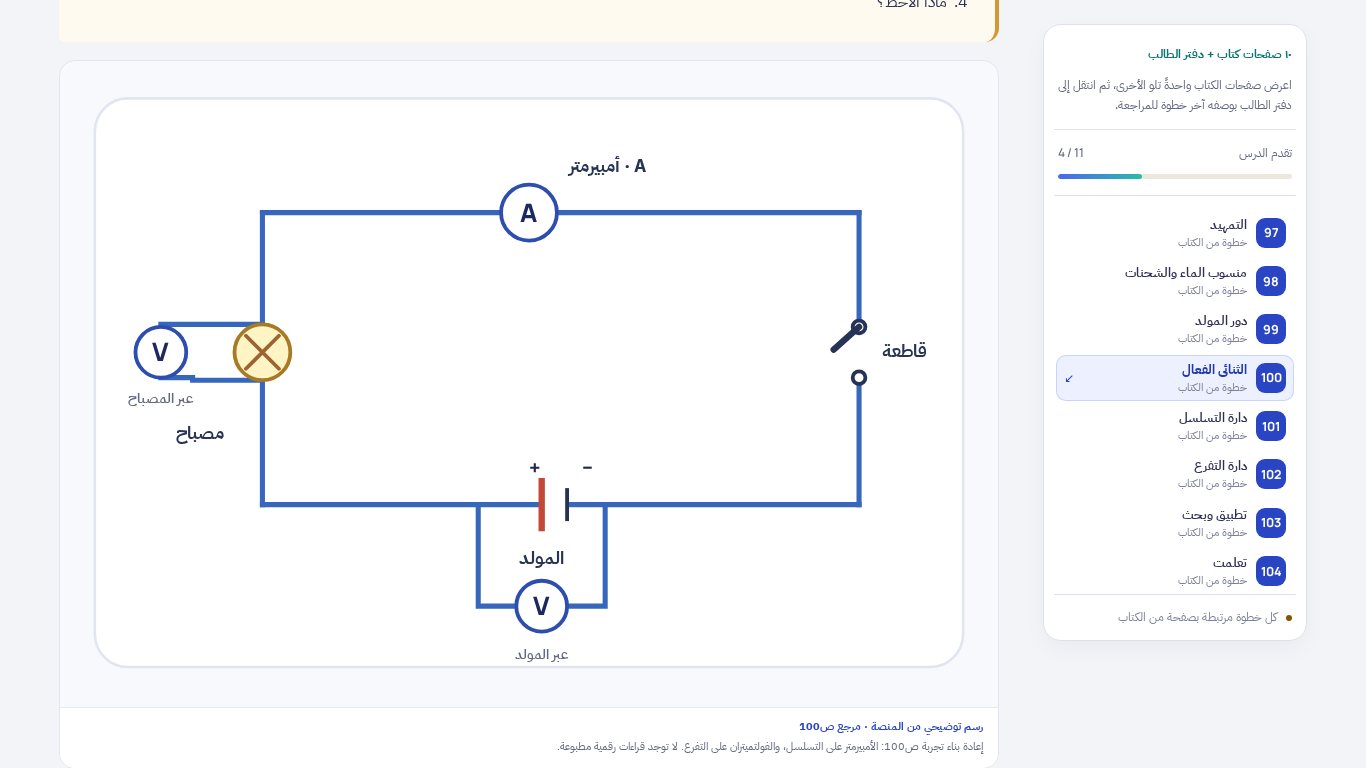 4. ماذا ألاحظ؟
A · أمبيرمتر
A
V
عبر المصباح
مصباح
قاطعة
+
−
المولد
V
عبر المولد
رسم توضيحي من المنصة · مرجع ص100
إعادة بناء تجربة ص100: الأمبيرمتر على التسلسل، والفولتميتران على التفرع. لا توجد قراءات رقمية مطبوعة.
١٠ صفحات كتاب + دفتر الطالب
اعرض صفحات الكتاب واحدةً تلو الأخرى، ثم انتقل إلى
دفتر الطالب بوصفه آخر خطوة للمراجعة.
تقدم الدرس
4 / 11
97
التمهيد
خطوة من الكتاب
98
منسوب الماء والشحنات
خطوة من الكتاب
99
دور المولد
خطوة من الكتاب
100
الثنائي الفعال
خطوة من الكتاب
↙
101
دارة التسلسل
خطوة من الكتاب
102
دارة التفرع
خطوة من الكتاب
103
تطبيق وبحث
خطوة من الكتاب
104
تعلمت
خطوة من الكتاب
كل خطوة مرتبطة بصفحة من الكتاب